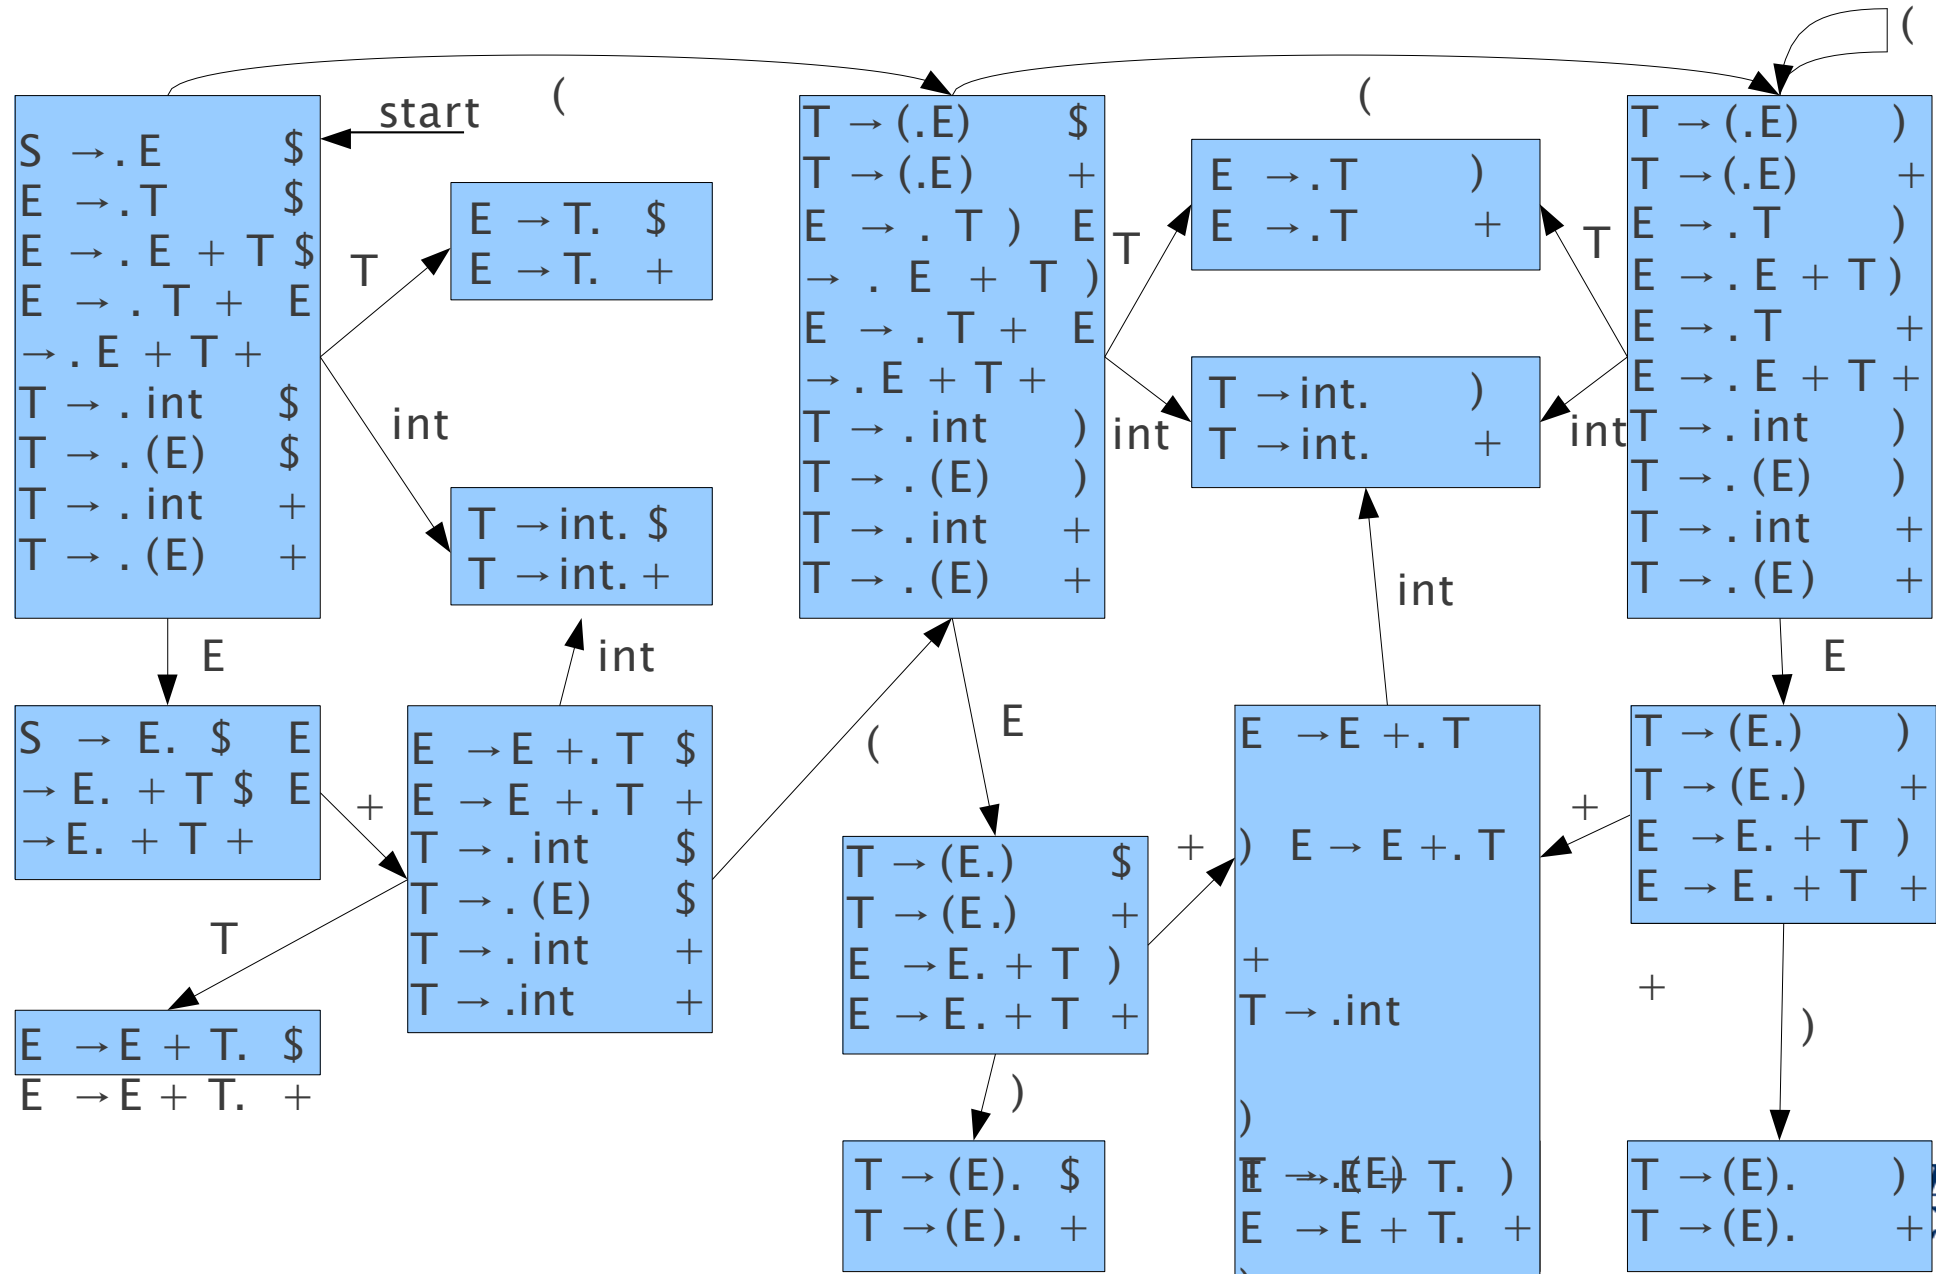 (
(
(
start
S → . E $
E → . T $
E → . E + T $
E → . T + E
→ . E + T +
T → . int $
T → . (E) $
T → . int +
T → . (E) +
T
int
E → T. $
E → T. +
T → int. $
T → int. +
T → (.E) $
T → (.E) +
E → . T ) E
→ . E + T )
E → . T + E
→ . E + T +
T → . int )
T → . (E) )
T → . int +
T → . (E) +
T
int
E → . T )
E → . T +
T → int. )
T → int. +
T
int
T → (.E) )
T → (.E) +
E → . T )
E → . E + T )
E → . T +
E → . E + T +
T → . int )
T → . (E) )
T → . int +
T → . (E) +
E
int
(
E
int
E
S → E. $ E
→ E. + T $ E
→ E. + T +
+
T
E → E +. T $
E → E +. T +
T → . int $
T → . (E) $
T → . int +
T → .int +
E → E + T. $
E → E + T. +
T → (E.) $
T → (E.) +
E → E. + T )
E → E. + T +
+
)
T → (E). $
T → (E). +
E → E +. T
) E → E +. T
+
T → .int
)
T → .(E)
E → E + T. )
E → E + T. +
+
T → (E.) )
T → (E.) +
E → E. + T )
E → E. + T +
+
)
T → (E). )
T → (E). +